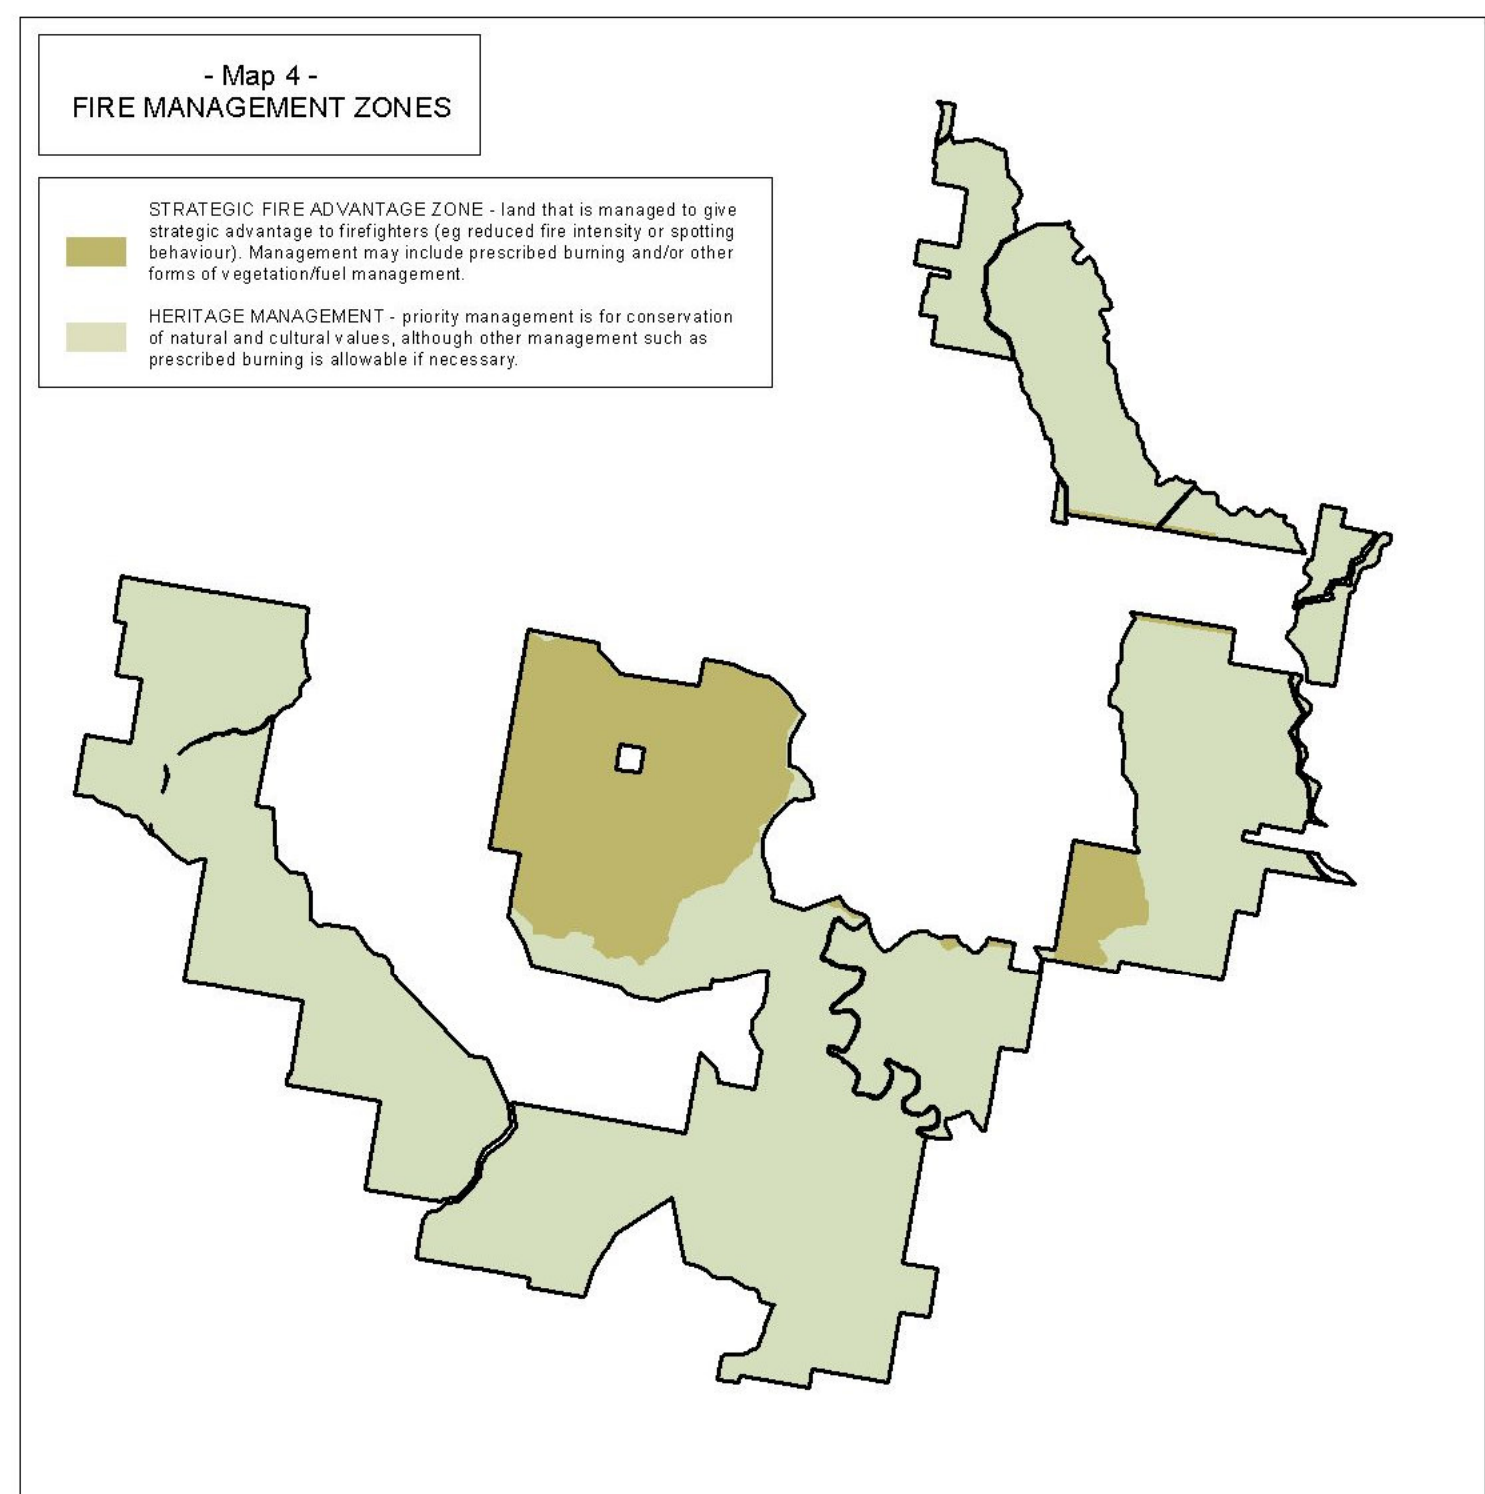 - Map 4 -
FIRE MANAGEMENT ZONES
STRATEGIC FIRE ADVANTAGE ZONE - land that is managed to give
strategic advantage to firefighters (eg reduced fire intensity or spotting
behaviour). Management may include prescribed burning and/or other
forms of vegetation/fuel management.
HERITAGE MANAGEMENT - priority management is for conservation
of natural and cultural values, although other management such as
prescribed burning is allowable if necessary.